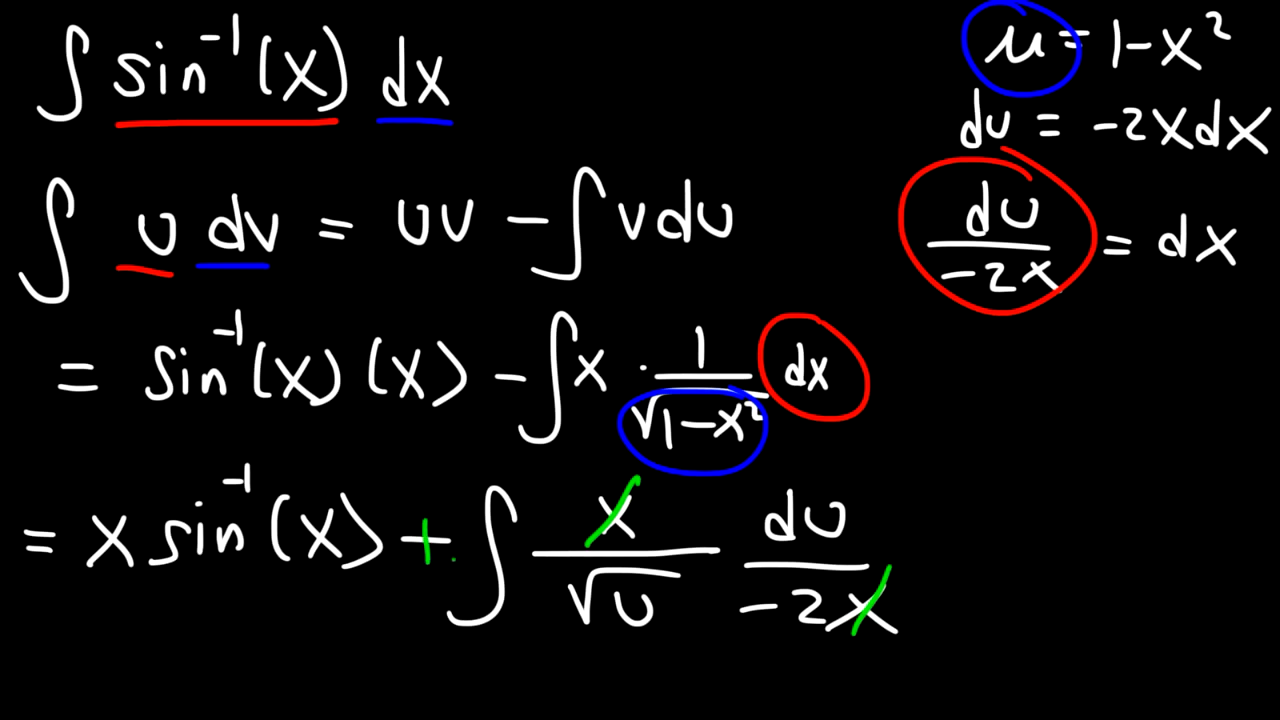 ∫ sin⁻¹(x) dx
∫ u dv = uv - ∫ v du
= sin⁻¹(x) (x) - ∫ x · 1/√(1-x²) dx
= x sin⁻¹(x) + ∫ x/√u du/-2x
u = 1-x²
du = -2x dx
du/-2x = dx